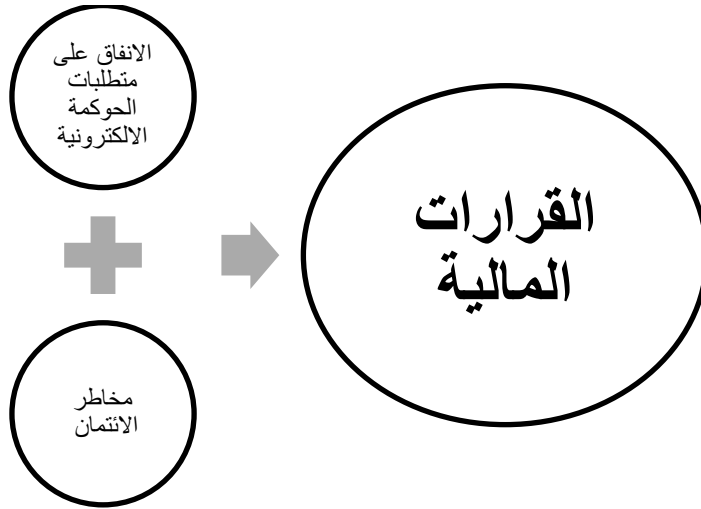 الانفاق على
متطلبات
الحوكمة
الالكترونية
القرارات
المالية
مخاطر
الائتمان